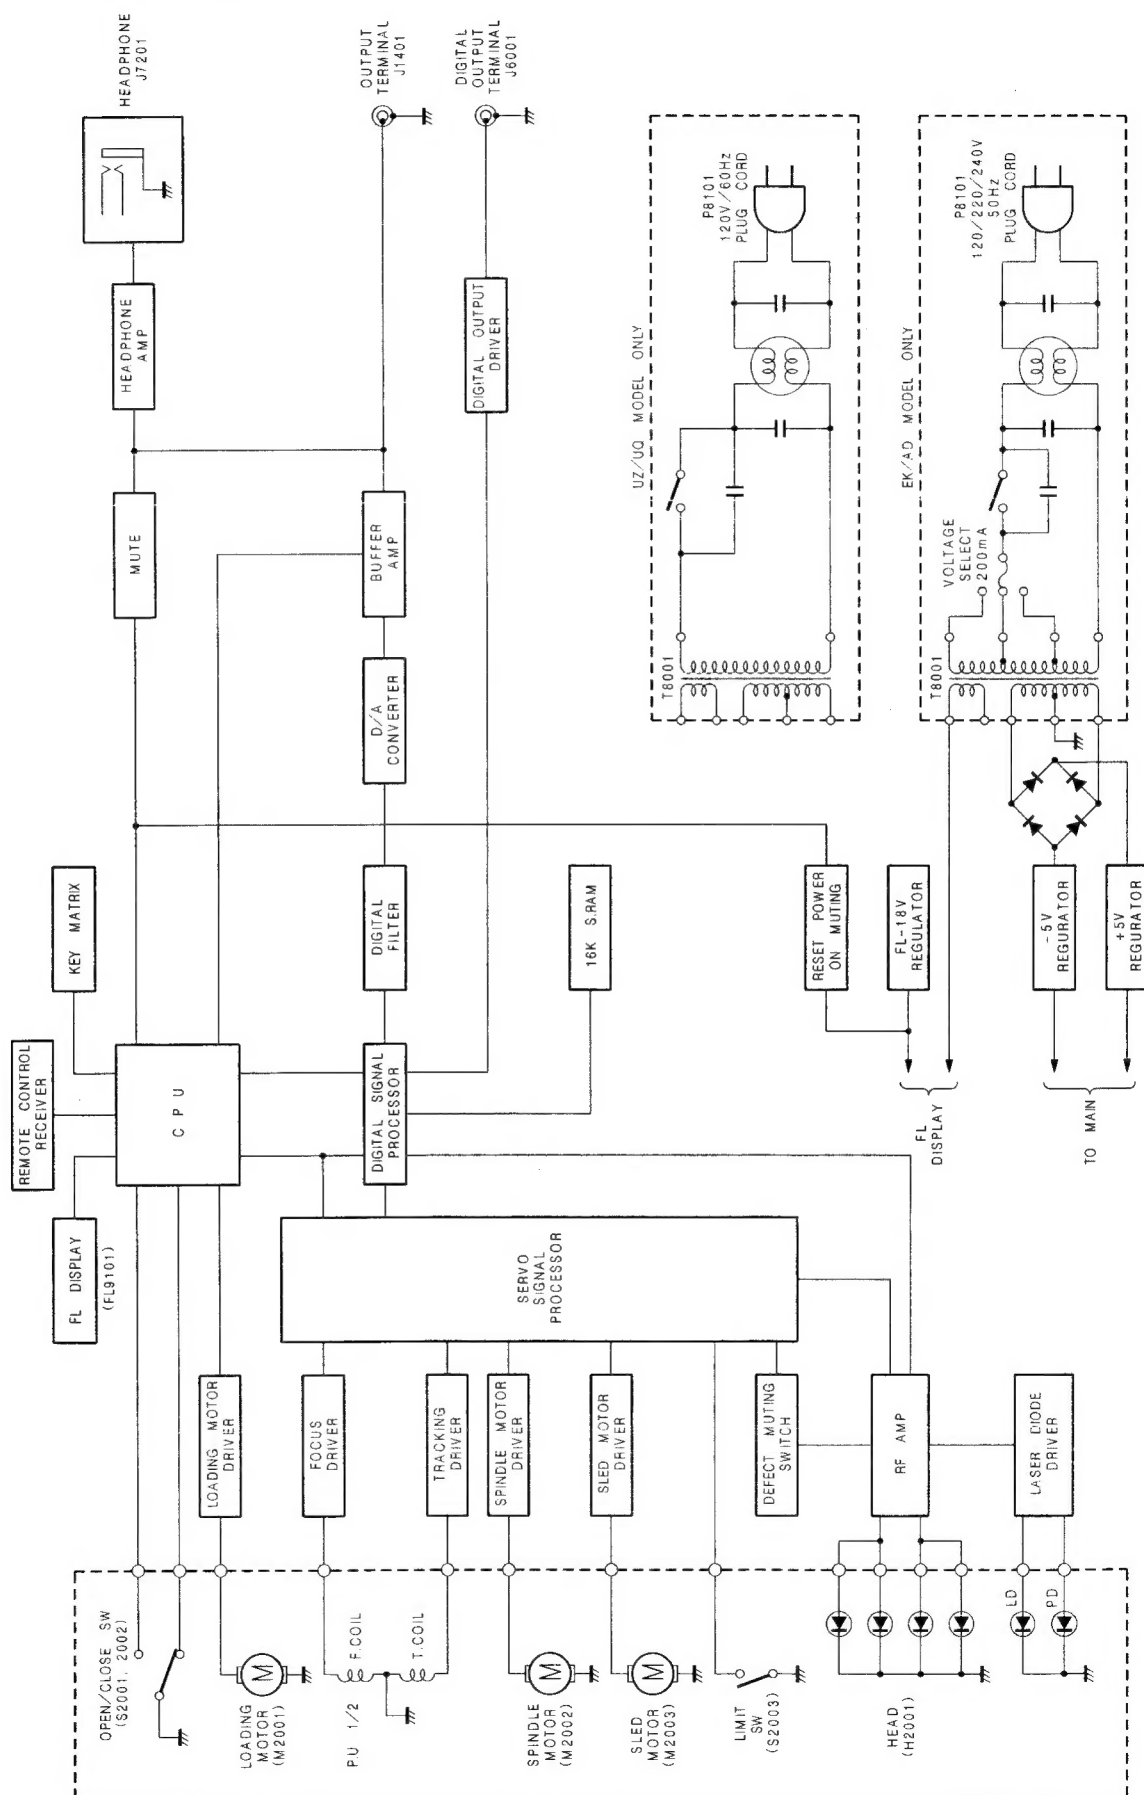 OPEN/CLOSE SW
(S2001, 2002)
LOADING
MOTOR
(M2001)
P.U 1/2
F.COIL
T.COIL
SPINDLE
MOTOR
(M2002)
SLED
MOTOR
(M2003)
LIMIT
SW
(S2003)
HEAD
(H2001)
LD
PD
M
M
M
LOADING MOTOR
DRIVER
FOCUS
DRIVER
TRACKING
DRIVER
SPINDLE MOTOR
DRIVER
SLED MOTOR
DRIVER
DEFECT MUTING
SWITCH
RF AMP
LASER DIODE
DRIVER
FL DISPLAY
(FL9101)
REMOTE CONTROL
RECEIVER
KEY MATRIX
CPU
SERVO
SIGNAL
PROCESSOR
DIGITAL SIGNAL
PROCESSOR
DIGITAL
FILTER
16K S.RAM
D/A
CONVERTER
BUFFER
AMP
MUTE
HEADPHONE
AMP
HEADPHONE
J7201
OUTPUT
TERMINAL
J1401
DIGITAL
OUTPUT
TERMINAL
J6001
DIGITAL OUTPUT
DRIVER
RESET POWER
ON MUTING
FL-18V
REGULATOR
FL
DISPLAY
-5V
REGURATOR
+5V
REGURATOR
TO MAIN
UZ/UQ MODEL ONLY
T8001
P8101
120V/60Hz
PLUG CORD
EK/AD MODEL ONLY
T8001
VOLTAGE
SELECT
200mA
P8101
120/220/240V
50Hz
PLUG CORD